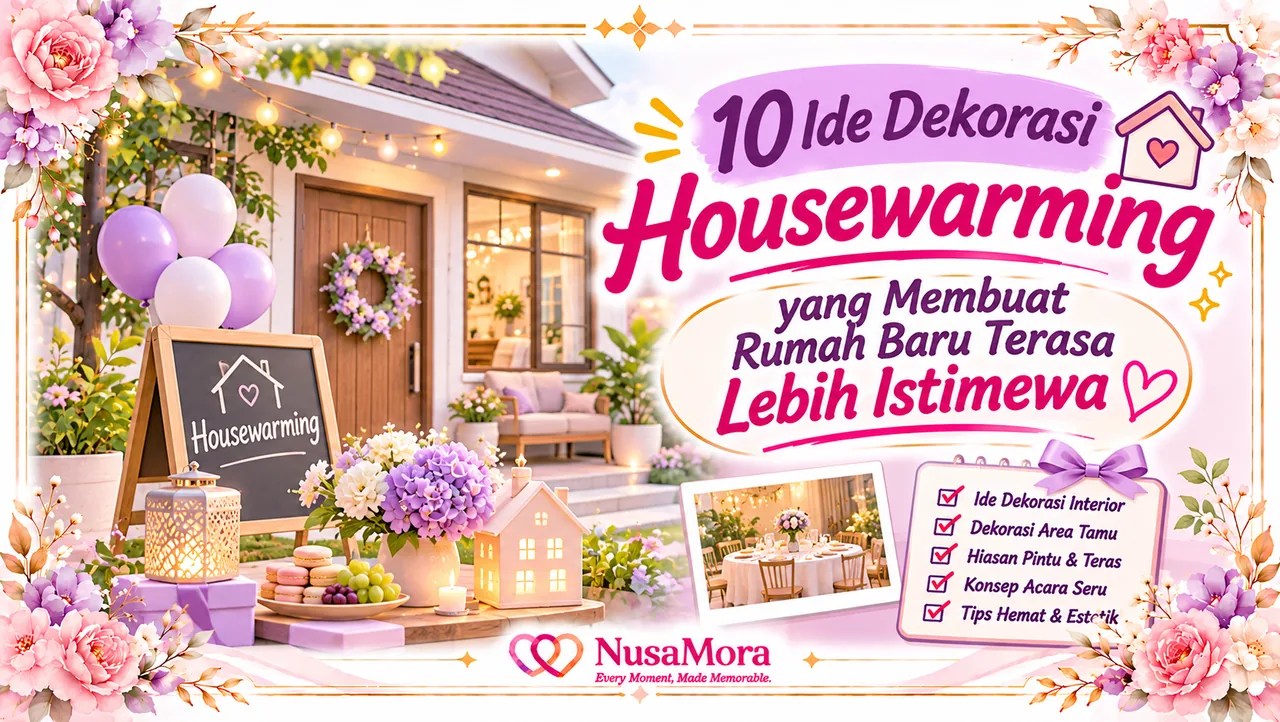 10 Ide Dekorasi
Housewarming
yang Membuat
Rumah Baru Terasa
Lebih Istimewa
Housewarming
Ide Dekorasi Interior
Dekorasi Area Tamu
Hiasan Pintu & Teras
Konsep Acara Seru
Tips Hemat & Estetik
NusaMora
Every Moment, Made Memorable.